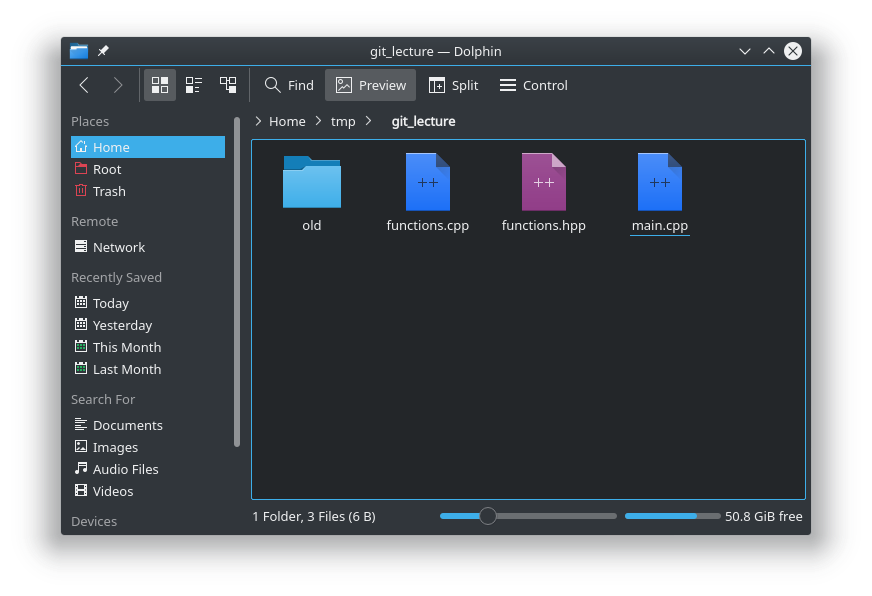 git_lecture — Dolphin
Find Preview Split Control
Places
Home
Root
Trash
Remote
Network
Recently Saved
Today
Yesterday
This Month
Last Month
Search For
Documents
Images
Audio Files
Videos
Devices
Home tmp git_lecture
old
++ functions.cpp
++ functions.hpp
++ main.cpp
1 Folder, 3 Files (6 B) 50.8 GiB free